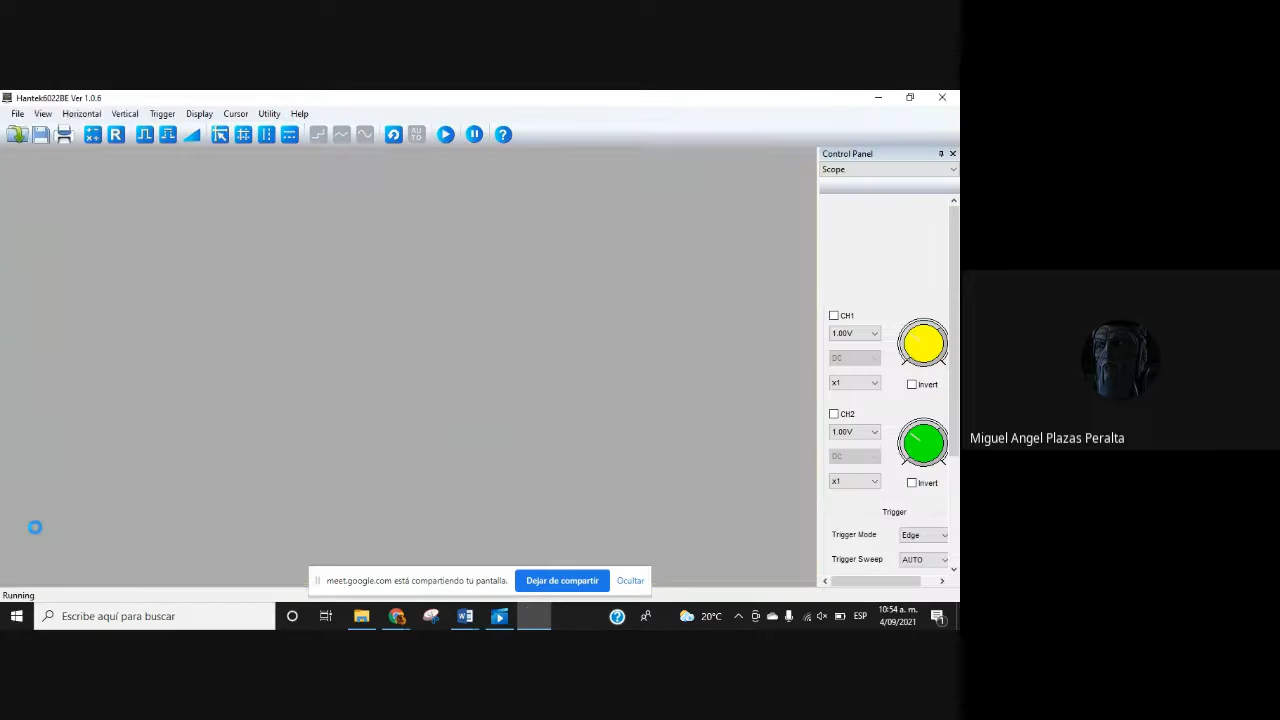 Hantek6022BE Ver 1.0.6
File View Horizontal Vertical Trigger Display Cursor Utility Help
R AU TO ?
Control Panel
Scope
CH1
1.00V
DC
x1
Invert
CH2
1.00V
DC
x1
Invert
Trigger
Trigger Mode Edge
Trigger Sweep AUTO
Miguel Angel Plazas Peralta
meet.google.com está compartiendo tu pantalla. Dejar de compartir Ocultar
Running
Escribe aquí para buscar
20°C
ESP
10:54 a. m.
4/09/2021
1